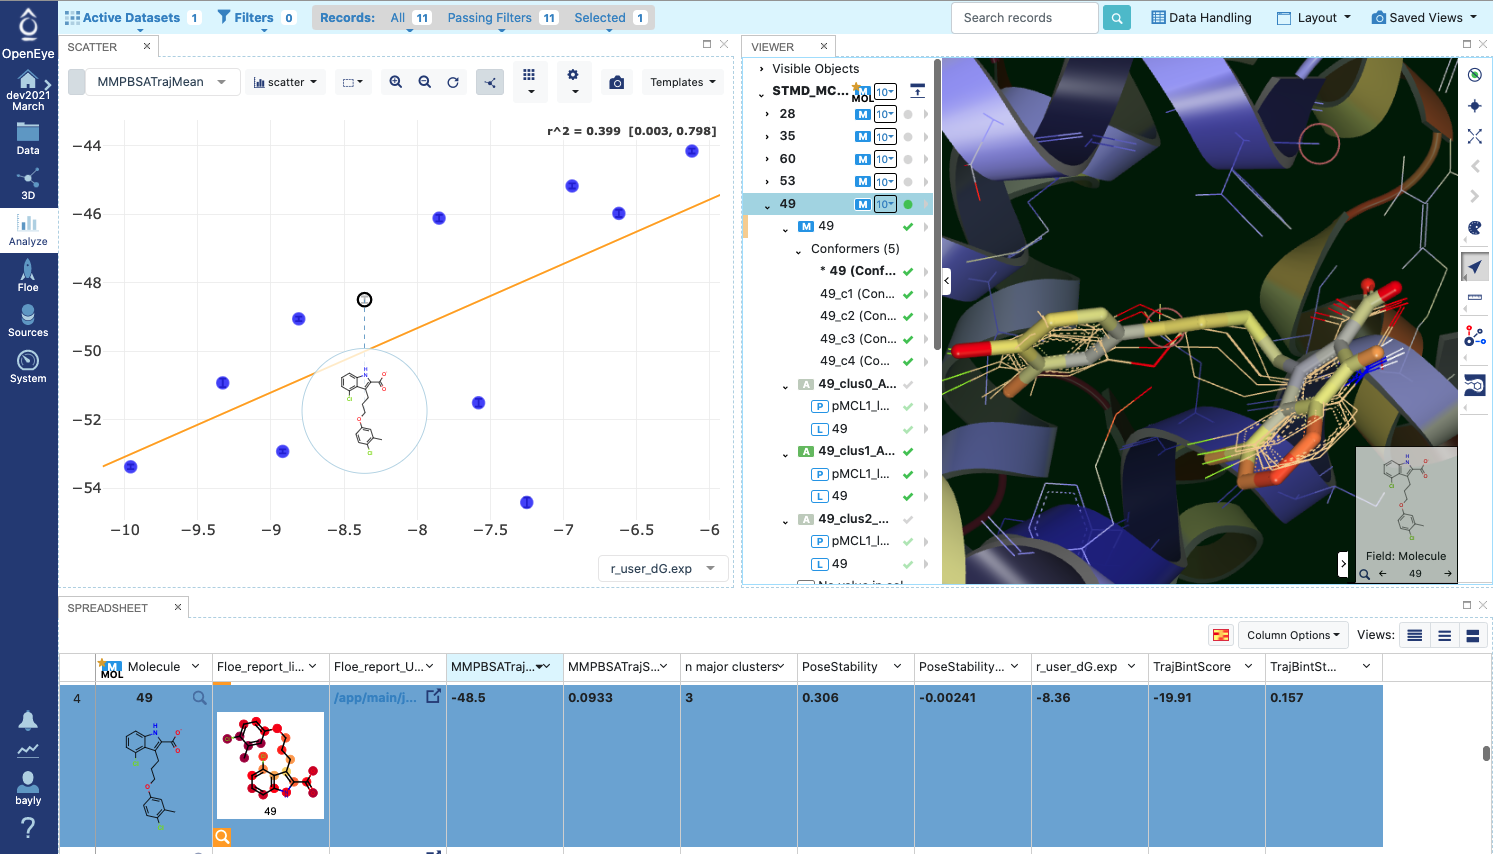 OpenEye
dev2021
March
Data
3D
Analyze
Floe
Sources
System
bayly
?
Active Datasets 1
Filters 0
Records: All 11 Passing Filters 11 Selected 1
Search records
Data Handling
Layout
Saved Views
SCATTER
MMPBSATrajMean
scatter
Templates
r^2 = 0.399 [0.003, 0.798]
−44
−46
−48
−50
−52
−54
−10
−9.5
−9
−8.5
−8
−7.5
−7
−6.5
−6
r_user_dG.exp
VIEWER
Visible Objects
STMD_MC... M MOL 10
28 M 10
35 M 10
60 M 10
53 M 10
49 M 10
M 49
Conformers (5)
* 49 (Conf...
49_c1 (Con...
49_c2 (Con...
49_c3 (Con...
49_c4 (Co...
A 49_clus0_A...
P pMCL1_l...
L 49
A 49_clus1_A...
P pMCL1_l...
L 49
A 49_clus2_...
P pMCL1_l...
L 49
Field: Molecule
49
SPREADSHEET
Column Options
Views:
M MOL Molecule
Floe_report_li...
Floe_report_U...
MMPBSATraj...
MMPBSATrajS...
n major clusters
PoseStability
PoseStability...
r_user_dG.exp
TrajBintScore
TrajBintSt...
4
49
/app/main/j...
-48.5
0.0933
3
0.306
-0.00241
-8.36
-19.91
0.157
49